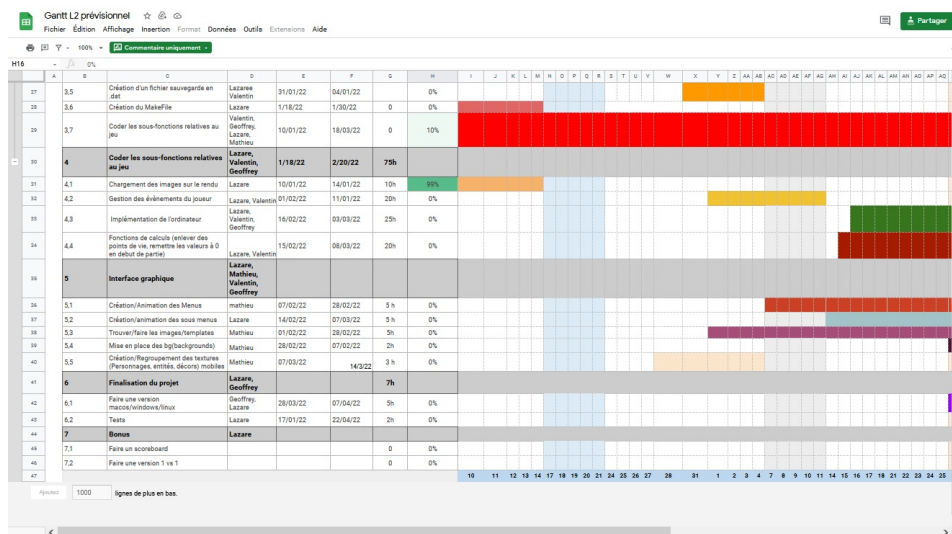 Gantt L2 prévisionnel
Fichier Édition Affichage Insertion Format Données Outils Extensions Aide
Partager
100% Commentaire uniquement
H16 fx 0%
A B C D E F G H I J K L M N O P Q R S T U V W X Y Z AA AB AC AD AE AF AG AH AI AJ AK AL AM AN AO AP AQ
27 3,5 Création d'un fichier sauvegarde en .dat Lazaree Valentin 31/01/22 04/01/22 0%
28 3.6 Création du MakeFile Lazare 1/18/22 1/30/22 0 0%
29 3,7 Coder les sous-fonctions relatives au jeu Valentin, Geoffrey, Lazare, Mathieu 10/01/22 18/03/22 0 10%
30 4 Coder les sous-fonctions relatives au jeu Lazare, Valentin, Geoffrey 1/18/22 2/20/22 75h
31 4.1 Chargement des images sur le rendu Lazare 10/01/22 14/01/22 10h 99%
32 4,2 Gestion des évènements du joueur Lazare, Valentin 01/02/22 11/01/22 20h 0%
33 4,3 Implémentation de l'ordinateur Lazare, Valentin, Geoffrey 16/02/22 03/03/22 25h 0%
34 4,4 Fonctions de calculs (enlever des points de vie, remettre les valeurs à 0 en debut de partie) Lazare, Valentin 15/02/22 08/03/22 20h 0%
35 5 Interface graphique Lazare, Mathieu, Valentin, Geoffrey
36 5,1 Création/Animation des Menus mathieu 07/02/22 28/02/22 5 h 0%
37 5,2 Création/animation des sous menus Lazare 14/02/22 07/03/22 5 h 0%
38 5,3 Trouver/faire les images/templates Mathieu 01/02/22 28/02/22 5h 0%
39 5,4 Mise en place des bg(backgrounds) Mathieu 28/02/22 07/02/22 2h 0%
40 5,5 Création/Regroupement des textures (Personnages, entités, décors) mobiles Mathieu 07/03/22 14/3/22 3 h 0%
41 6 Finalisation du projet Lazare, Geoffrey 7h
42 6,1 Faire une version macos/windows/linux Geoffrey, Lazare 28/03/22 07/04/22 5h 0%
43 6,2 Tests Lazare 17/01/22 22/04/22 2h 0%
44 7 Bonus Lazare
45 7,1 Faire un scoreboard 0 0%
46 7,2 Faire une version 1 vs 1 0 0%
47 10 11 12 13 14 17 18 19 20 21 24 25 26 27 28 31 1 2 3 4 7 8 9 10 11 14 15 16 17 18 21 22 23 24 25
Ajoutez 1000 lignes de plus en bas.